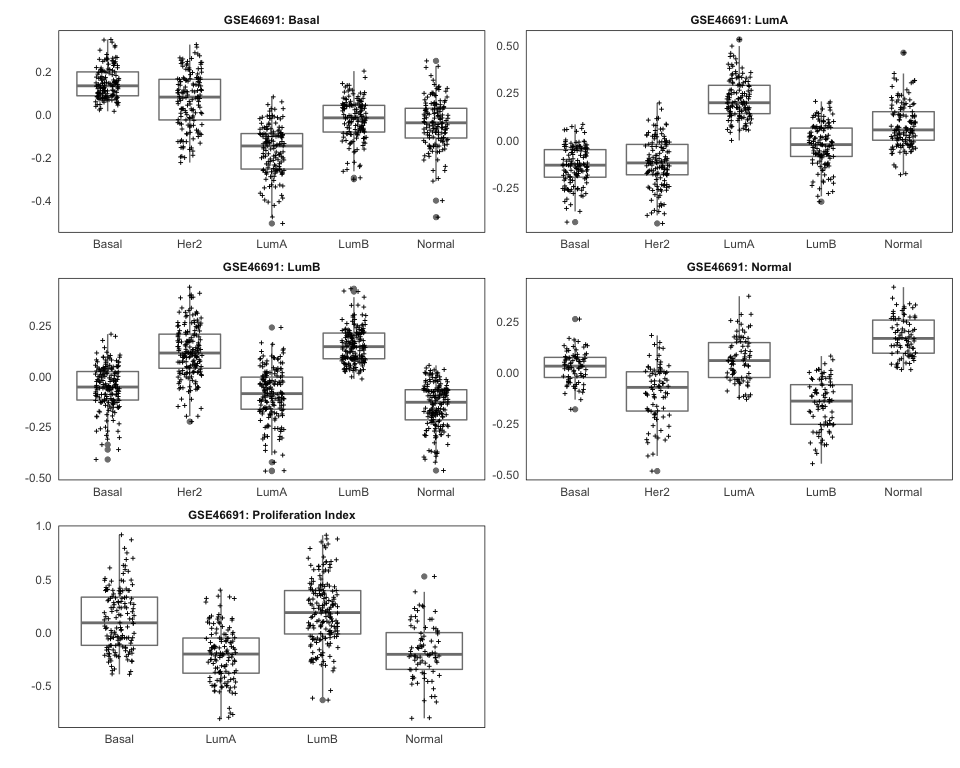 GSE46691: Basal
0.2
0.0
-0.2
-0.4
Basal Her2 LumA LumB Normal
GSE46691: LumA
0.50
0.25
0.00
-0.25
Basal Her2 LumA LumB Normal
GSE46691: LumB
0.25
0.00
-0.25
-0.50
Basal Her2 LumA LumB Normal
GSE46691: Normal
0.25
0.00
-0.25
-0.50
Basal Her2 LumA LumB Normal
GSE46691: Proliferation Index
1.0
0.5
0.0
-0.5
Basal LumA LumB Normal